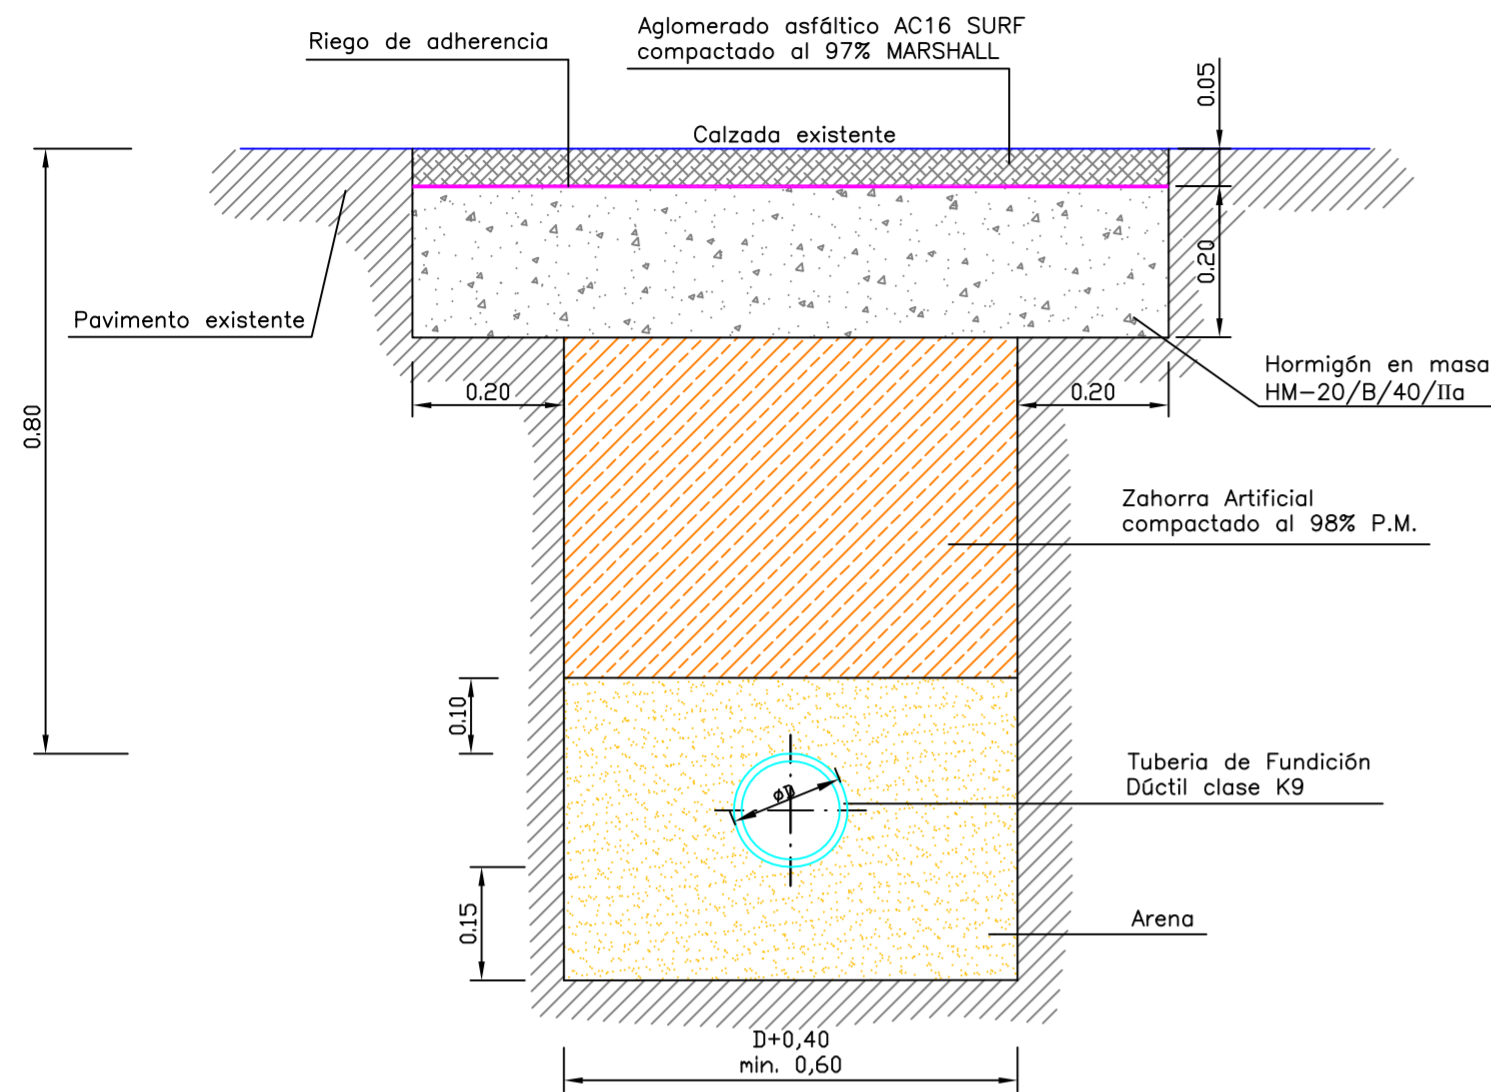 Aglomerado asfáltico AC16 SURF
compactado al 97% MARSHALL
Riego de adherencia
0.05
Calzada existente
0.20
Pavimento existente
Hormigón en masa
HM-20/B/40/IIa
0.20
0.20
0.80
Zahorra Artificial
compactado al 98% P.M.
0.10
Tuberia de Fundición
Dúctil clase K9
øD
0.15
Arena
D+0,40
min. 0,60